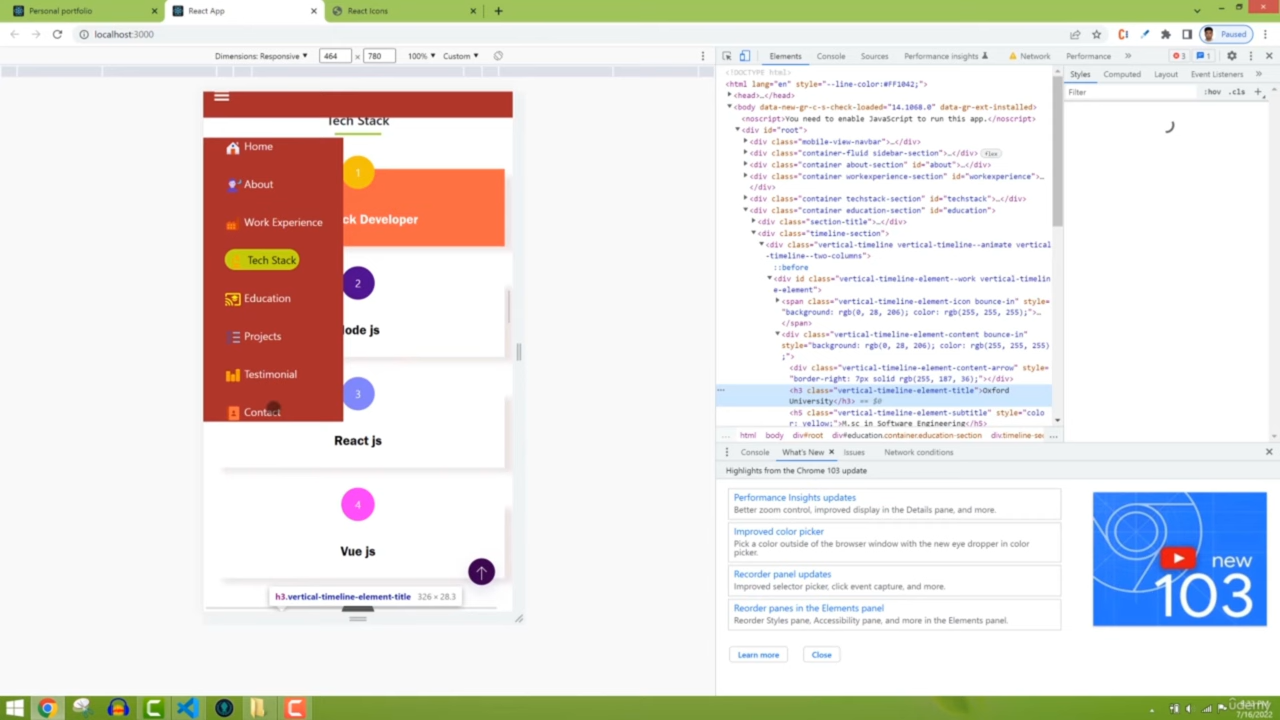 Personal portfolio
React App
React Icons
localhost:3000
Paused
Dimensions: Responsive
464 x 780
100%
Custom
Elements
Console
Sources
Performance insights
Network
Performance
3
1
Styles
Computed
Layout
Event Listeners
Filter
:hov .cls
Tech Stack
Home
About
Work Experience
Tech Stack
Education
Projects
Testimonial
Contact
1
ck Developer
2
ode js
3
React js
4
Vue js
h3.vertical-timeline-element-title 326 × 28.3
<!DOCTYPE html>
<html lang="en" style="--line-color:#FF1042;">
<head>…</head>
<body data-new-gr-c-s-check-loaded="14.1068.0" data-gr-ext-installed>
<noscript>You need to enable JavaScript to run this app.</noscript>
<div id="root">
<div class="mobile-view-navbar">…</div>
<div class="container-fluid sidebar-section">…</div> flex
<div class="container about-section" id="about">…</div>
<div class="container workexperience-section" id="workexperience">…
</div>
<div class="container techstack-section" id="techstack">…</div>
<div class="container education-section" id="education">
<div class="section-title">…</div>
<div class="timeline-section">
<div class="vertical-timeline vertical-timeline--animate vertical
-timeline--two-columns">
::before
<div id class="vertical-timeline-element--work vertical-timelin
e-element">
<span class="vertical-timeline-element-icon bounce-in" style=
"background: rgb(0, 28, 206); color: rgb(255, 255, 255);">…
</span>
<div class="vertical-timeline-element-content bounce-in"
style="background: rgb(0, 28, 206); color: rgb(255, 255, 255)
;">
<div class="vertical-timeline-element-content-arrow" style=
"border-right: 7px solid rgb(255, 187, 36);"></div>
<h3 class="vertical-timeline-element-title">Oxford
University</h3> == $0
<h5 class="vertical-timeline-element-subtitle" style="colo
r: yellow;">M.sc in Software Engineering</h5>
... html body div#root div#education.container.education-section div.timeline-sec ...
Console
What's New
Issues
Network conditions
Highlights from the Chrome 103 update
Performance Insights updates
Better zoom control, improved display in the Details pane, and more.
Improved color picker
Pick a color outside of the browser window with the new eye dropper in color
picker.
Recorder panel updates
Improved selector picker, click event capture, and more.
Reorder panes in the Elements panel
Reorder Styles pane, Accessibility pane, and more in the Elements panel.
Learn more
Close
new
103
udemy
7/16/2022